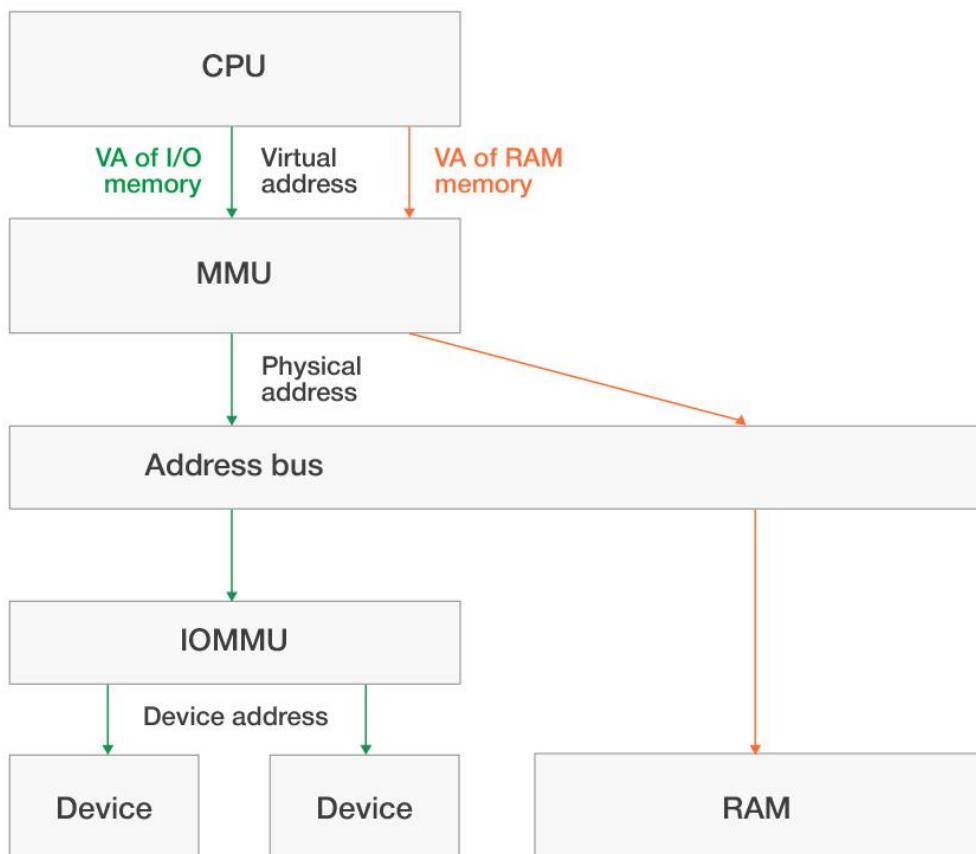 CPU
VA of I/O
memory
Virtual
address
VA of RAM
memory
MMU
Physical
address
Address bus
IOMMU
Device address
Device
Device
RAM